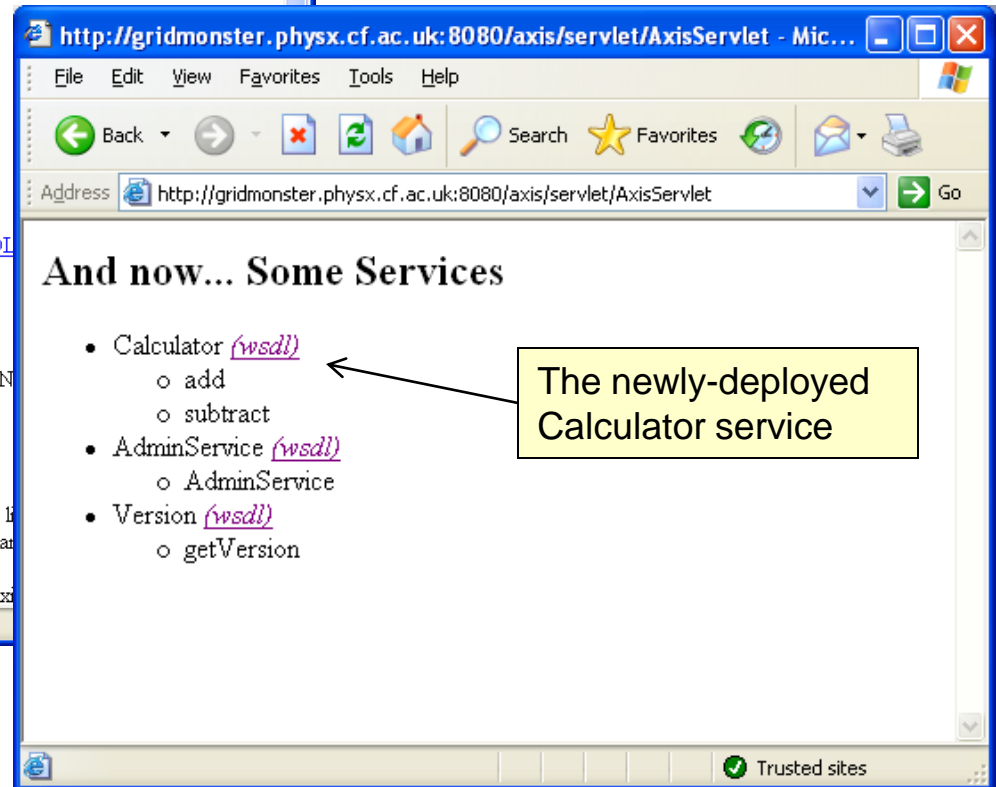 http://gridmonster.physx.cf.ac.uk:8080/axis/servlet/AxisServlet - Mic...
File Edit View Favorites Tools Help
Back Search Favorites
Address http://gridmonster.physx.cf.ac.uk:8080/axis/servlet/AxisServlet Go
And now... Some Services
Calculator (wsdl)
add
subtract
AdminService (wsdl)
AdminService
Version (wsdl)
getVersion
The newly-deployed
Calculator service
Trusted sites